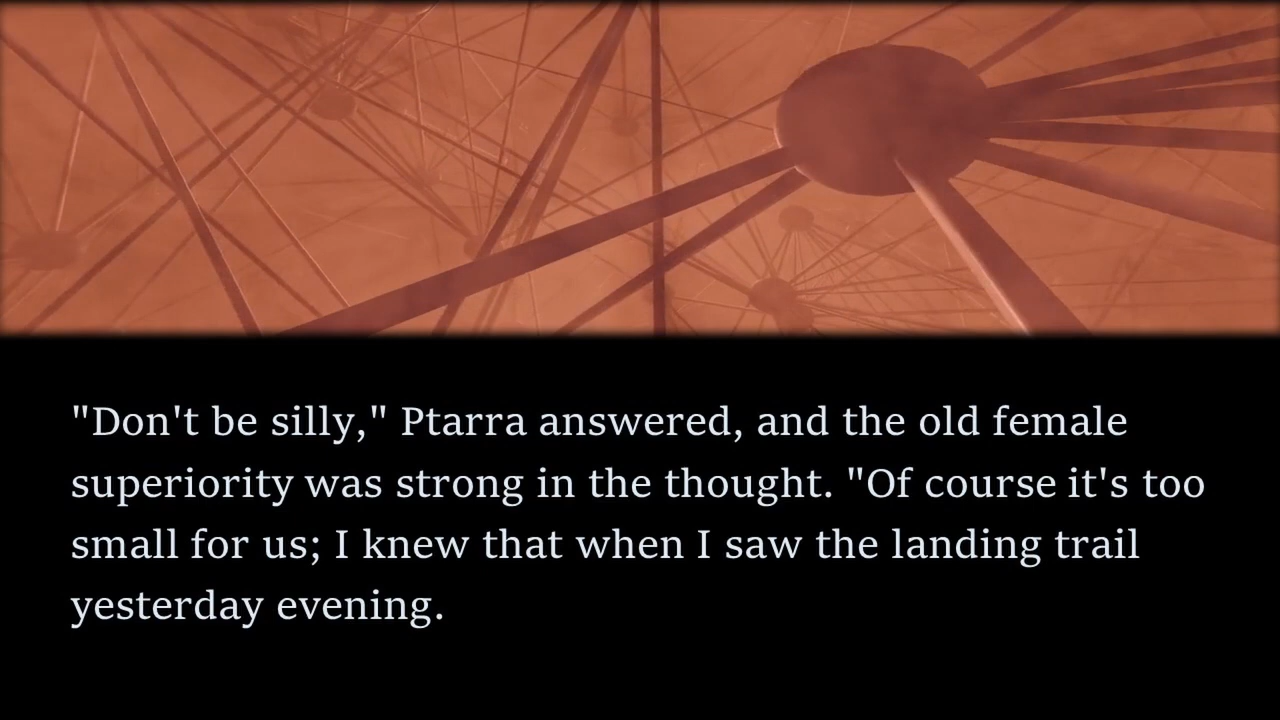 "Don't be silly," Ptarra answered, and the old female
superiority was strong in the thought. "Of course it's too
small for us; I knew that when I saw the landing trail
yesterday evening.